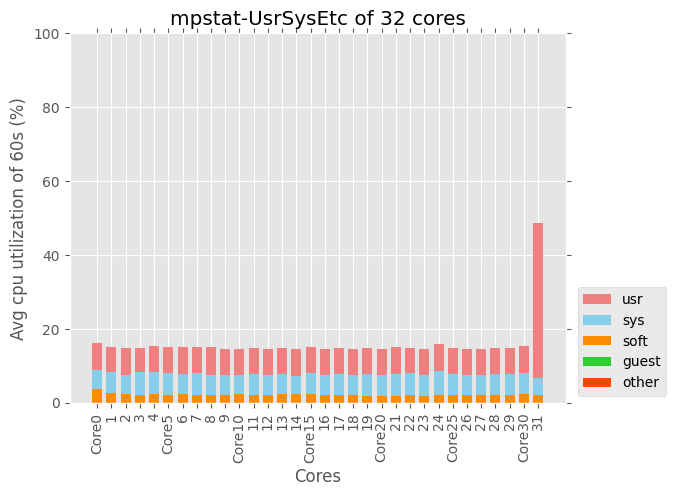 mpstat-UsrSysEtc of 32 cores
100
80
60
40
20
0
Avg cpu utilization of 60s (%)
Core0
1
2
3
4
Core5
6
7
8
9
Core10
11
12
13
14
Core15
16
17
18
19
Core20
21
22
23
24
Core25
26
27
28
29
Core30
31
Cores
usr
sys
soft
guest
other